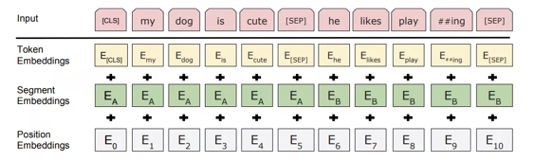 Input [CLS] my dog is cute [SEP] he likes play ##ing [SEP]
Token
Embeddings E[CLS] Emy Edog Eis Ecute E[SEP] Ehe Elikes Eplay E##ing E[SEP]
+ + + + + + + + + + +
Segment
Embeddings EA EA EA EA EA EA EB EB EB EB EB
+ + + + + + + + + + +
Position
Embeddings E0 E1 E2 E3 E4 E5 E6 E7 E8 E9 E10